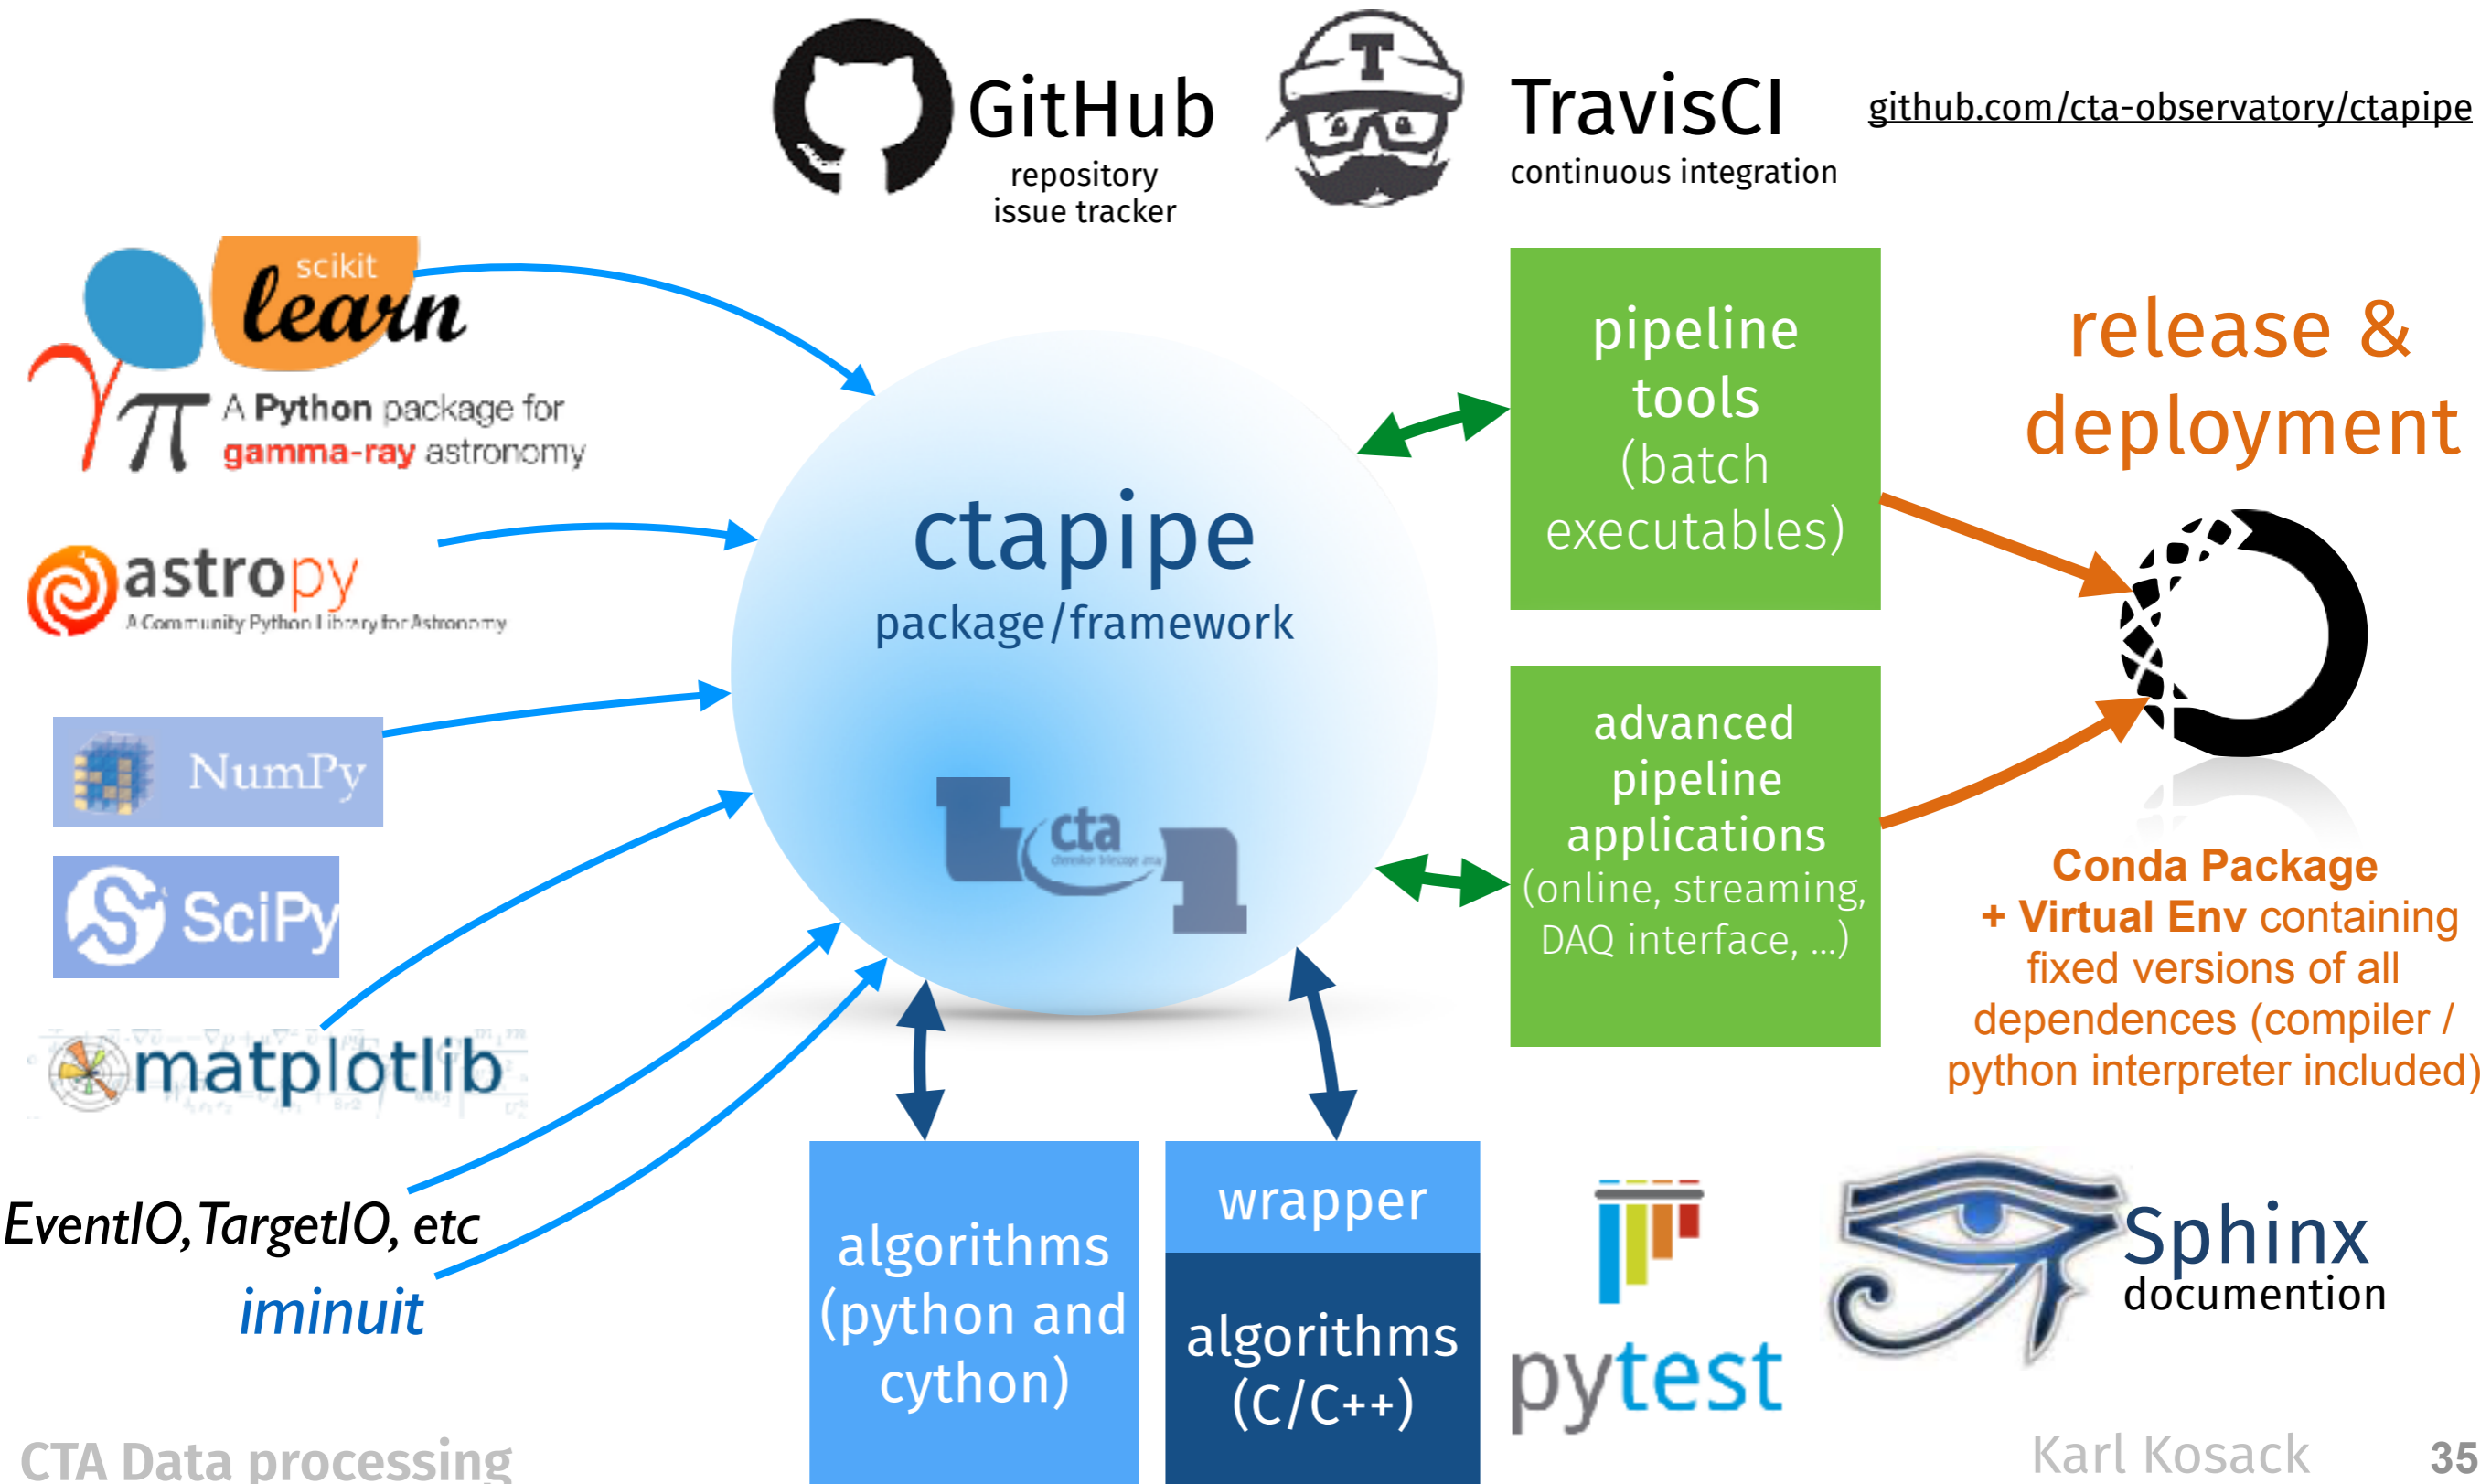 GitHub
repository
issue tracker
TravisCI
continuous integration
github.com/cta-observatory/ctapipe
scikit
learn
A Python package for
gamma-ray astronomy
astropy
A Community Python Library for Astronomy
NumPy
SciPy
matplotlib
EventIO, TargetIO, etc
iminuit
ctapipe
package/framework
cta
cherenkov telescope array
pipeline
tools
(batch
executables)
advanced
pipeline
applications
(online, streaming,
DAQ interface, ...)
release &
deployment
Conda Package
+ Virtual Env containing
fixed versions of all
dependences (compiler /
python interpreter included)
algorithms
(python and
cython)
wrapper
algorithms
(C/C++)
pytest
Sphinx
documention
CTA Data processing
Karl Kosack
35